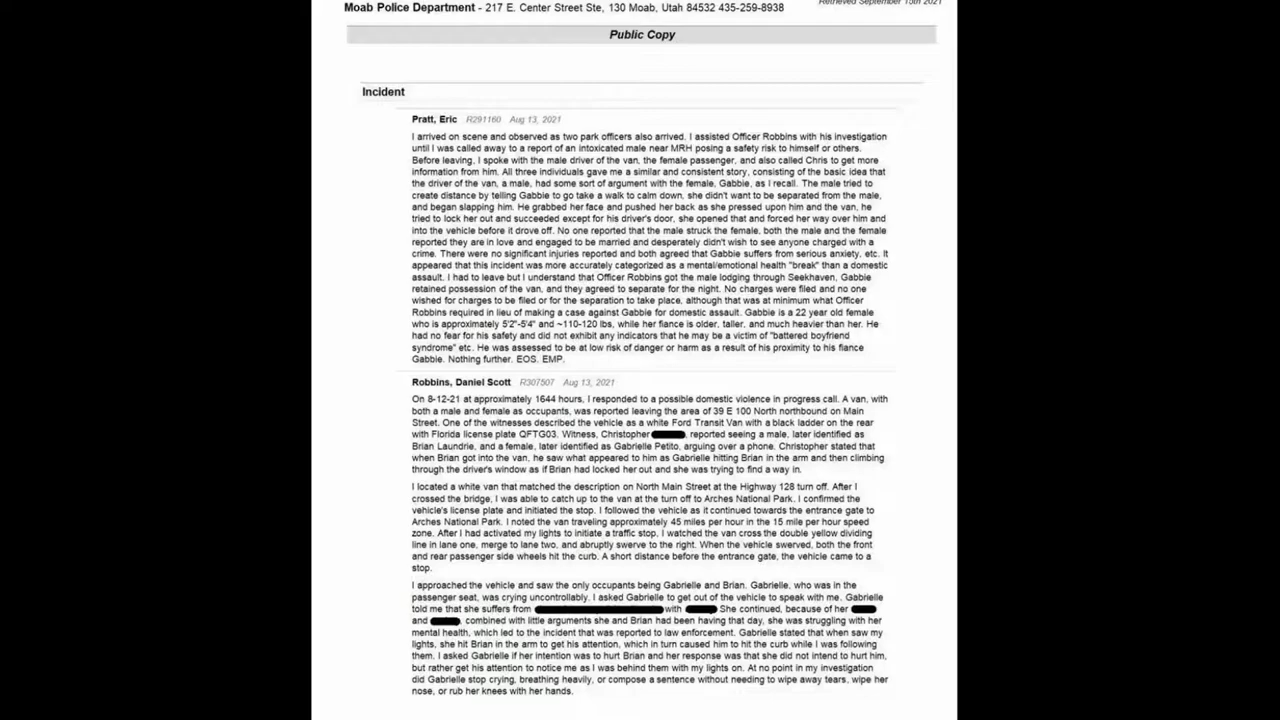 Moab Police Department - 217 E. Center Street Ste, 130 Moab, Utah 84532 435-259-8938
Retrieved September 15th 2021
Public Copy
Incident
Pratt, Eric R291160 Aug 13, 2021
I arrived on scene and observed as two park officers also arrived. I assisted Officer Robbins with his investigation
until I was called away to a report of an intoxicated male near MRH posing a safety risk to himself or others.
Before leaving, I spoke with the male driver of the van, the female passenger, and also called Chris to get more
information from him. All three individuals gave me a similar and consistent story, consisting of the basic idea that
the driver of the van, a male, had some sort of argument with the female, Gabbie, as I recall. The male tried to
create distance by telling Gabbie to go take a walk to calm down, she didn't want to be separated from the male,
and began slapping him. He grabbed her face and pushed her back as she pressed upon him and the van, he
tried to lock her out and succeeded except for his driver's door, she opened that and forced her way over him and
into the vehicle before it drove off. No one reported that the male struck the female, both the male and the female
reported they are in love and engaged to be married and desperately didn't wish to see anyone charged with a
crime. There were no significant injuries reported and both agreed that Gabbie suffers from serious anxiety, etc. It
appeared that this incident was more accurately categorized as a mental/emotional health "break" than a domestic
assault. I had to leave but I understand that Officer Robbins got the male lodging through Seekhaven, Gabbie
retained possession of the van, and they agreed to separate for the night. No charges were filed and no one
wished for charges to be filed or for the separation to take place, although that was at minimum what Officer
Robbins required in lieu of making a case against Gabbie for domestic assault. Gabbie is a 22 year old female
who is approximately 5'2"-5'4" and ~110-120 lbs, while her fiance is older, taller, and much heavier than her. He
had no fear for his safety and did not exhibit any indicators that he may be a victim of "battered boyfriend
syndrome" etc. He was assessed to be at low risk of danger or harm as a result of his proximity to his fiance
Gabbie. Nothing further. EOS. EMP.
Robbins, Daniel Scott R307507 Aug 13, 2021
On 8-12-21 at approximately 1644 hours, I responded to a possible domestic violence in progress call. A van, with
both a male and female as occupants, was reported leaving the area of 39 E 100 North northbound on Main
Street. One of the witnesses described the vehicle as a white Ford Transit Van with a black ladder on the rear
with Florida license plate QFTG03. Witness, Christopher , reported seeing a male, later identified as
Brian Laundrie, and a female, later identified as Gabrielle Petito, arguing over a phone. Christopher stated that
when Brian got into the van, he saw what appeared to him as Gabrielle hitting Brian in the arm and then climbing
through the driver's window as if Brian had locked her out and she was trying to find a way in.
I located a white van that matched the description on North Main Street at the Highway 128 turn off. After I
crossed the bridge, I was able to catch up to the van at the turn off to Arches National Park. I confirmed the
vehicle's license plate and initiated the stop. I followed the vehicle as it continued towards the entrance gate to
Arches National Park. I noted the van traveling approximately 45 miles per hour in the 15 mile per hour speed
zone. After I had activated my lights to initiate a traffic stop, I watched the van cross the double yellow dividing
line in lane one, merge to lane two, and abruptly swerve to the right. When the vehicle swerved, both the front
and rear passenger side wheels hit the curb. A short distance before the entrance gate, the vehicle came to a
stop.
I approached the vehicle and saw the only occupants being Gabrielle and Brian. Gabrielle, who was in the
passenger seat, was crying uncontrollably. I asked Gabrielle to get out of the vehicle to speak with me. Gabrielle
told me that she suffers from with She continued, because of her
and , combined with little arguments she and Brian had been having that day, she was struggling with her
mental health, which led to the incident that was reported to law enforcement. Gabrielle stated that when saw my
lights, she hit Brian in the arm to get his attention, which in turn caused him to hit the curb while I was following
them. I asked Gabrielle if her intention was to hurt Brian and her response was that she did not intend to hurt him,
but rather get his attention to notice me as I was behind them with my lights on. At no point in my investigation
did Gabrielle stop crying, breathing heavily, or compose a sentence without needing to wipe away tears, wipe her
nose, or rub her knees with her hands.